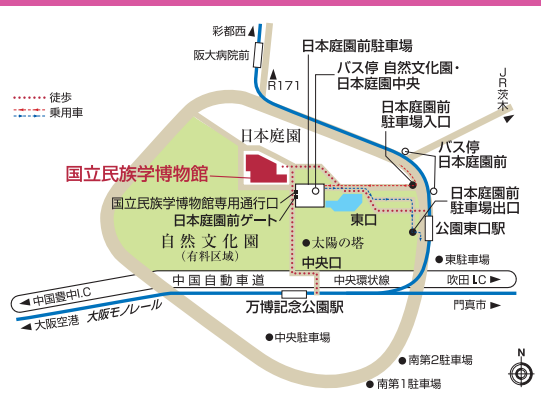 彩都西
阪大病院前
R171
日本庭園前駐車場
バス停 自然文化園・
日本庭園中央
JR茨木
日本庭園前
駐車場入口
バス停
日本庭園前
徒歩
乗用車
日本庭園
国立民族学博物館
国立民族学博物館専用通行口
日本庭園前ゲート
東口
日本庭園前
駐車場出口
公園東口駅
自然文化園
(有料区域)
太陽の塔
中央口
東駐車場
中国自動車道
中央環状線
吹田I.C
中国豊中I.C
大阪空港
大阪モノレール
万博記念公園駅
門真市
中央駐車場
南第2駐車場
南第1駐車場
N